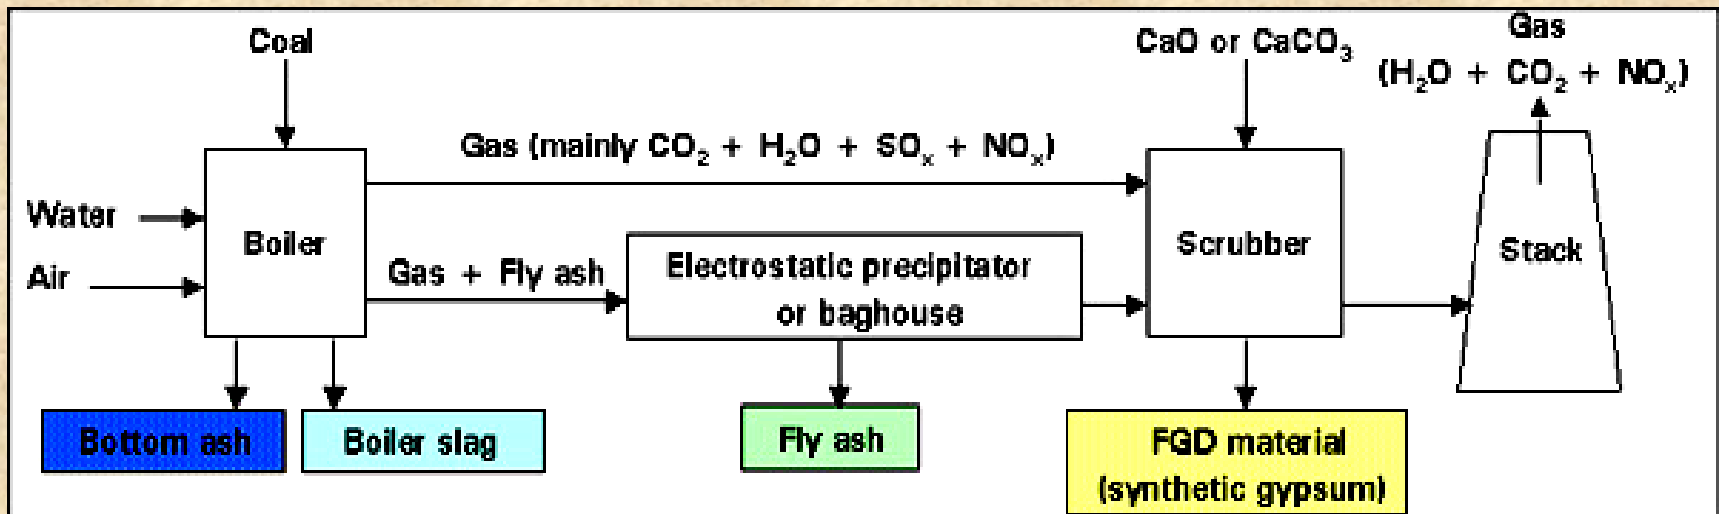 Coal
CaO or CaCO₃
Gas
(H₂O + CO₂ + NOₓ)
Gas (mainly CO₂ + H₂O + SOₓ + NOₓ)
Water
Air
Boiler
Gas + Fly ash
Electrostatic precipitator
or baghouse
Scrubber
Stack
Bottom ash
Boiler slag
Fly ash
FGD material
(synthetic gypsum)